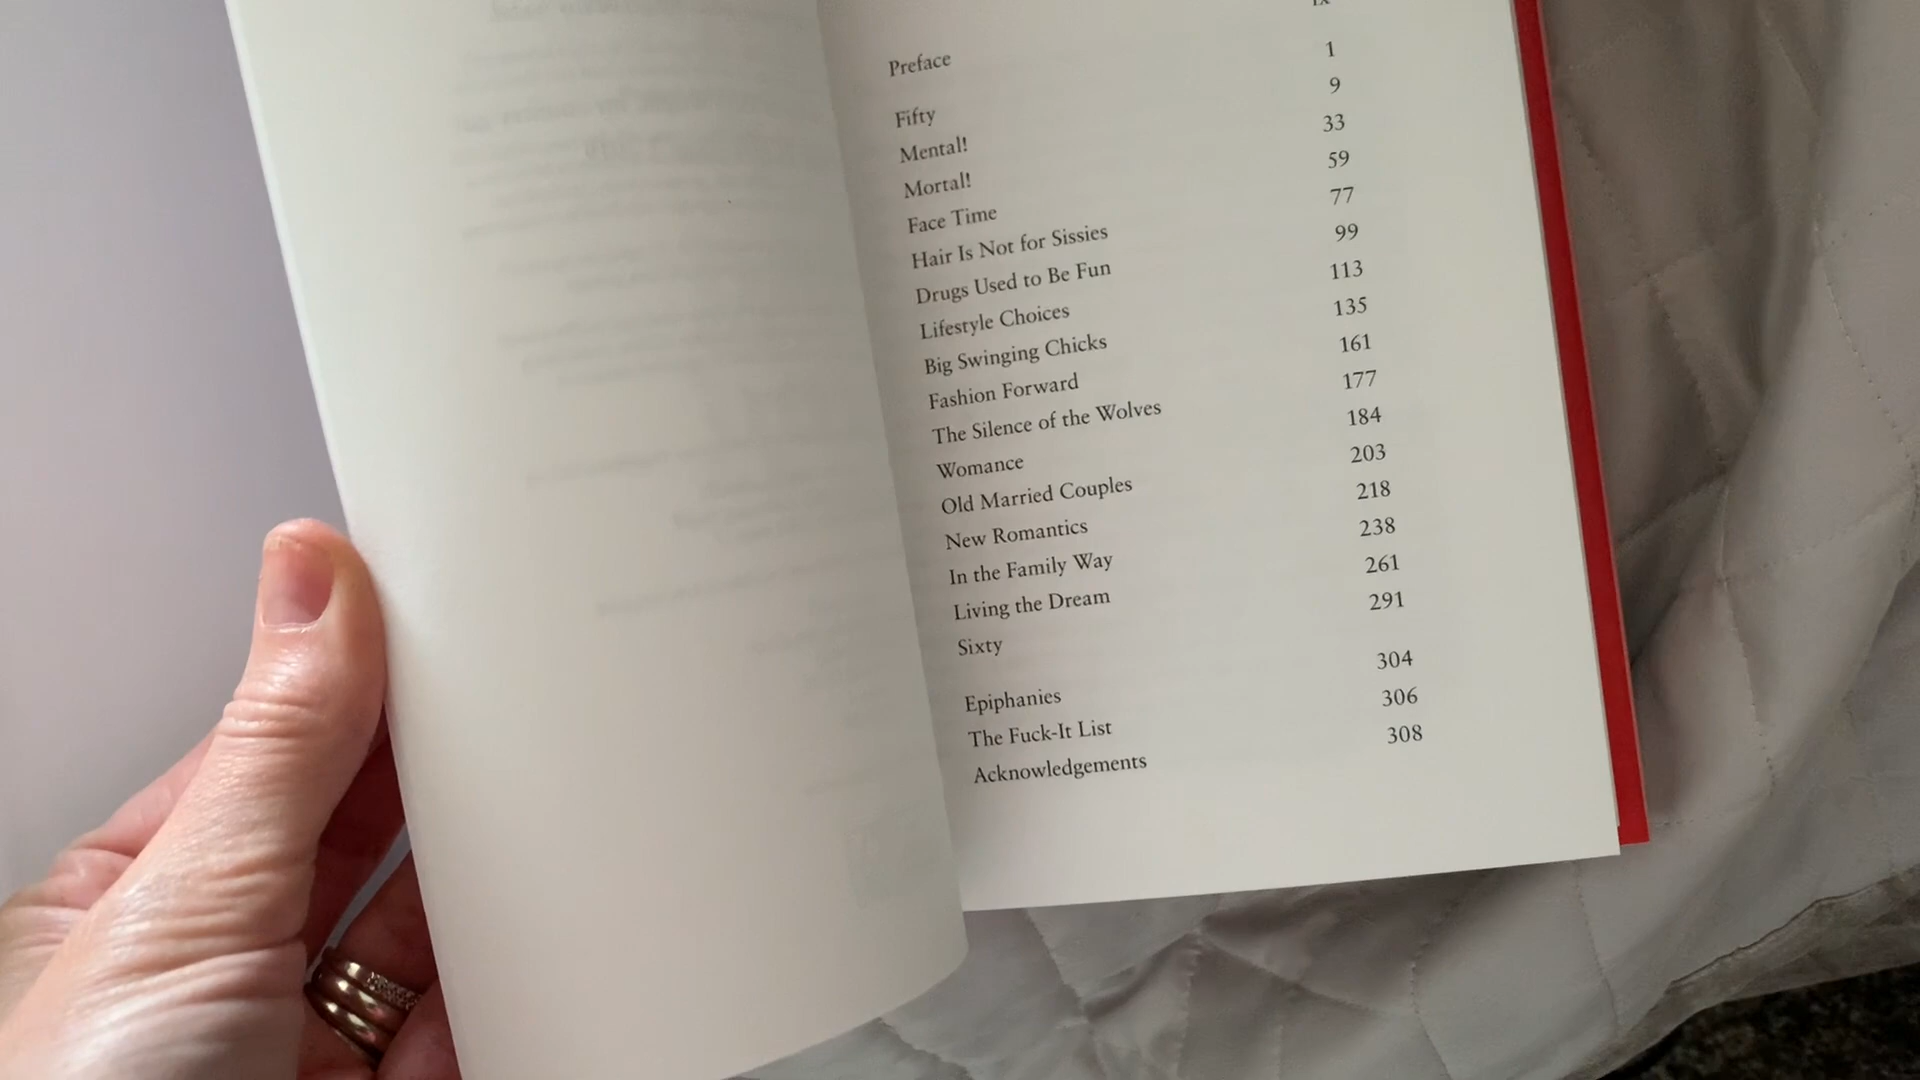 Preface ix
Fifty 1
Mental! 9
Mortal! 33
Face Time 59
Hair Is Not for Sissies 77
Drugs Used to Be Fun 99
Lifestyle Choices 113
Big Swinging Chicks 135
Fashion Forward 161
The Silence of the Wolves 177
Womance 184
Old Married Couples 203
New Romantics 218
In the Family Way 238
Living the Dream 261
Sixty 291
Epiphanies 304
The Fuck-It List 306
Acknowledgements 308